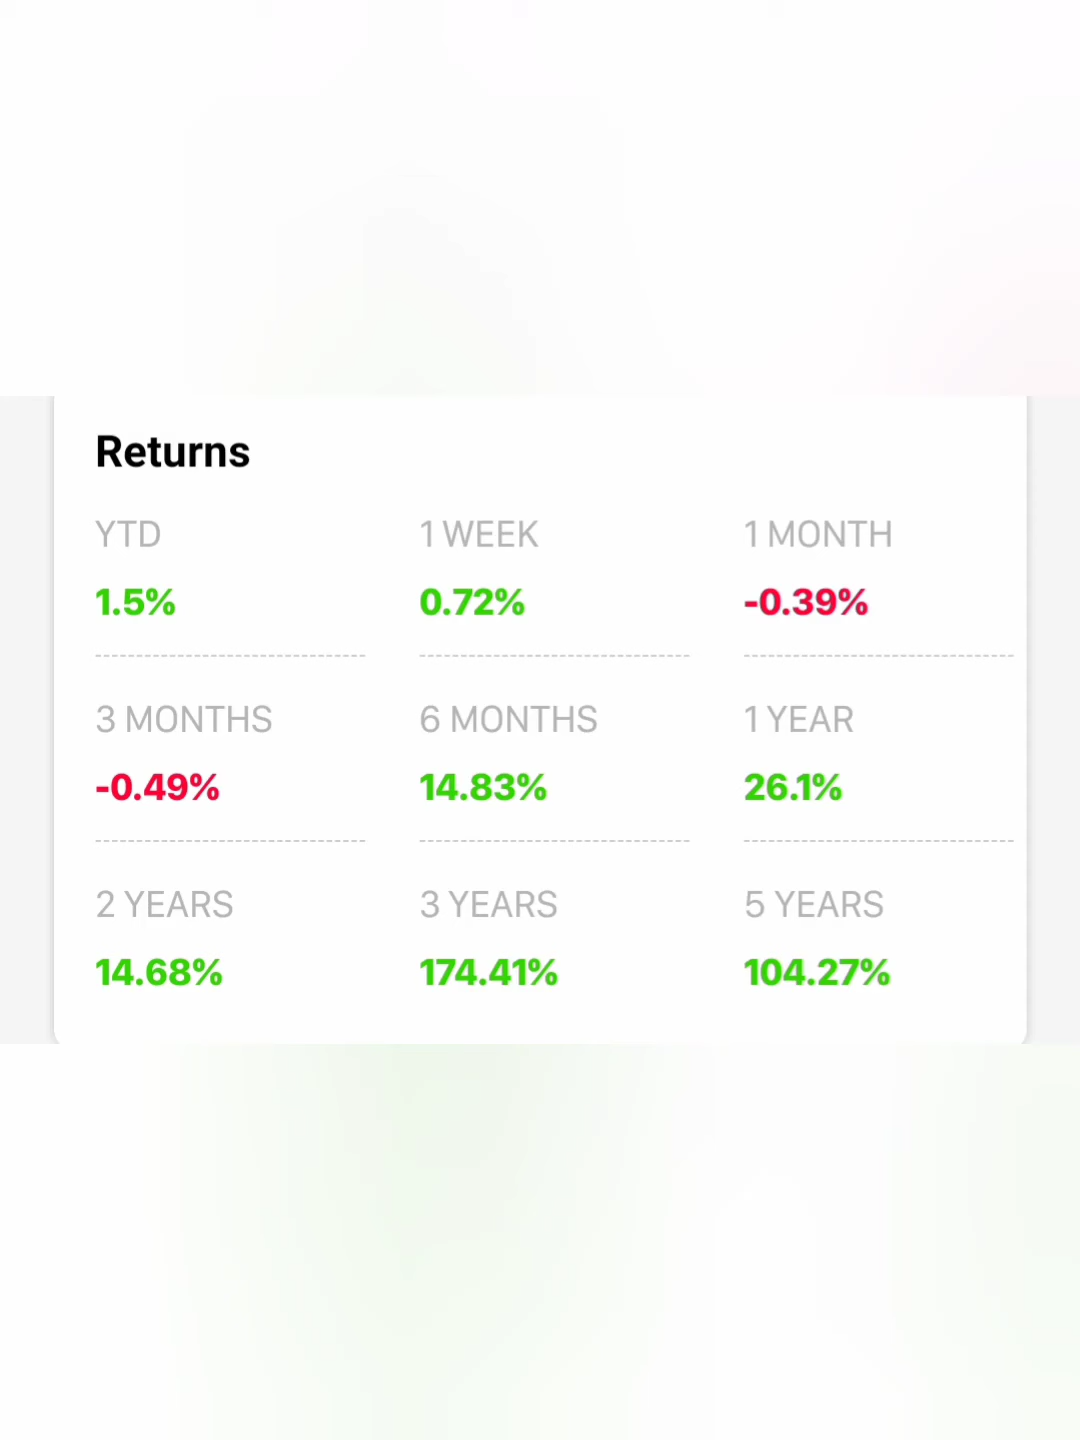 Returns
YTD 1 WEEK 1 MONTH
1.5% 0.72% -0.39%
3 MONTHS 6 MONTHS 1 YEAR
-0.49% 14.83% 26.1%
2 YEARS 3 YEARS 5 YEARS
14.68% 174.41% 104.27%